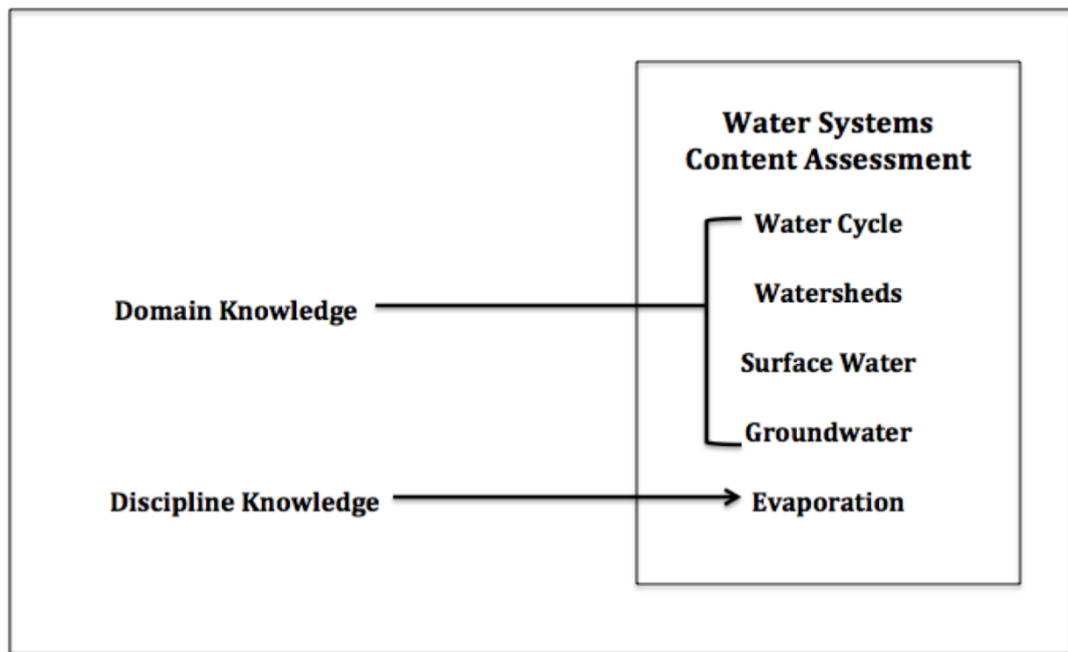 Water Systems
Content Assessment
Water Cycle
Domain Knowledge
Watersheds
Surface Water
Groundwater
Discipline Knowledge
Evaporation